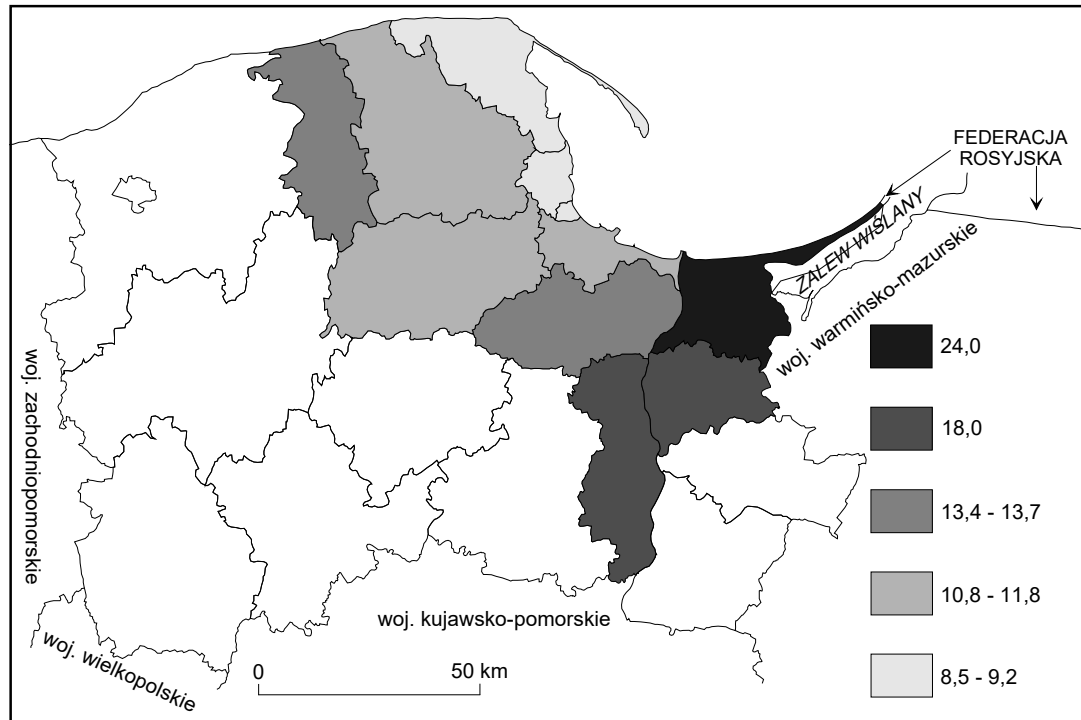 FEDERACJA
ROSYJSKA
ZALEW WIŚLANY
woj. warmińsko-mazurskie
woj. zachodniopomorskie
24,0
18,0
13,4 - 13,7
10,8 - 11,8
8,5 - 9,2
woj. kujawsko-pomorskie
woj. wielkopolskie
0 50 km